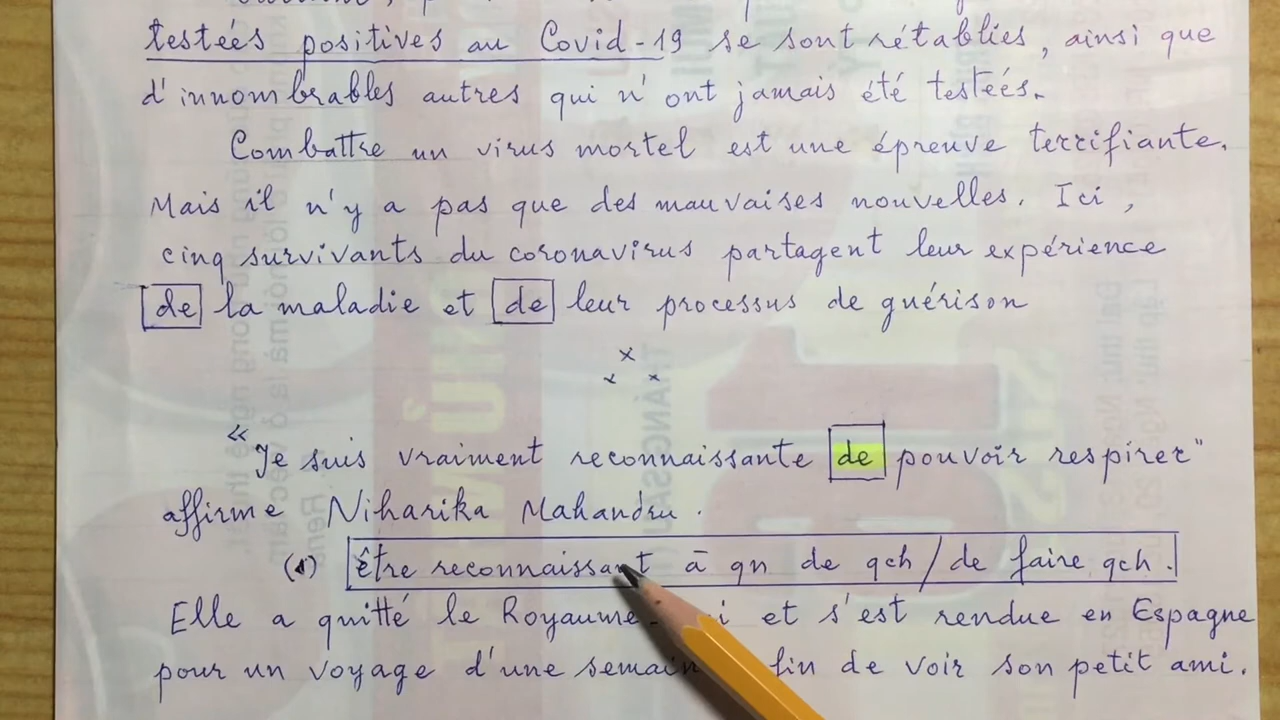 testées positives au Covid-19 se sont rétablies, ainsi que
d'innombrables autres qui n'ont jamais été testées.
Combattre un virus mortel est une épreuve terrifiante.
Mais il n'y a pas que des mauvaises nouvelles. Ici,
cinq survivants du coronavirus partagent leur expérience
de la maladie et de leur processus de guérison
« Je suis vraiment reconnaissante de pouvoir respirer"
affirme Niharika Mahandru.
(1) être reconnaissant à qn de qch / de faire qch.
Elle a quitté le Royaume et s'est rendue en Espagne
pour un voyage d'une semain fin de voir son petit ami.